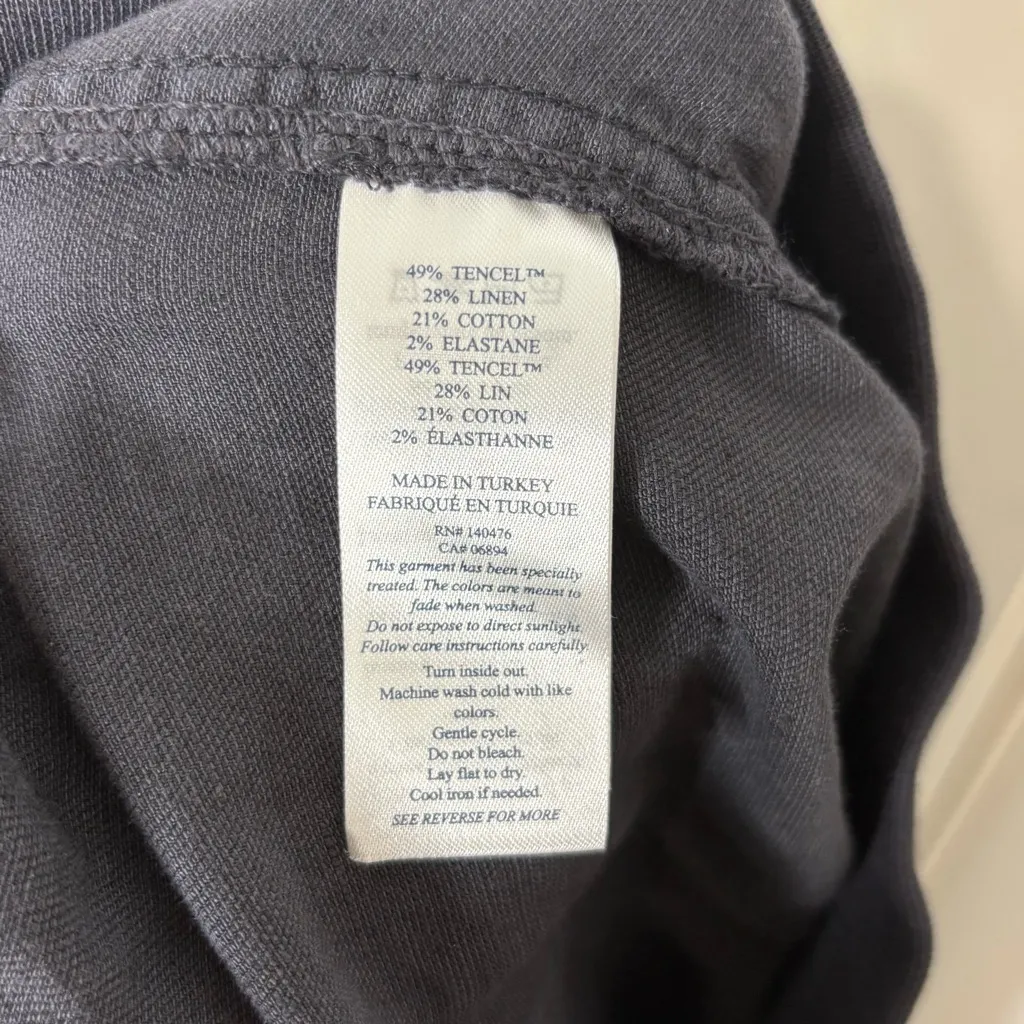 49% TENCEL™
28% LINEN
21% COTTON
2% ELASTANE
49% TENCEL™
28% LIN
21% COTON
2% ÉLASTHANNE
MADE IN TURKEY
FABRIQUÉ EN TURQUIE
RN# 140476
CA# 06894
This garment has been specially
treated. The colors are meant to
fade when washed.
Do not expose to direct sunlight.
Follow care instructions carefully.
Turn inside out.
Machine wash cold with like
colors.
Gentle cycle.
Do not bleach.
Lay flat to dry.
Cool iron if needed.
SEE REVERSE FOR MORE